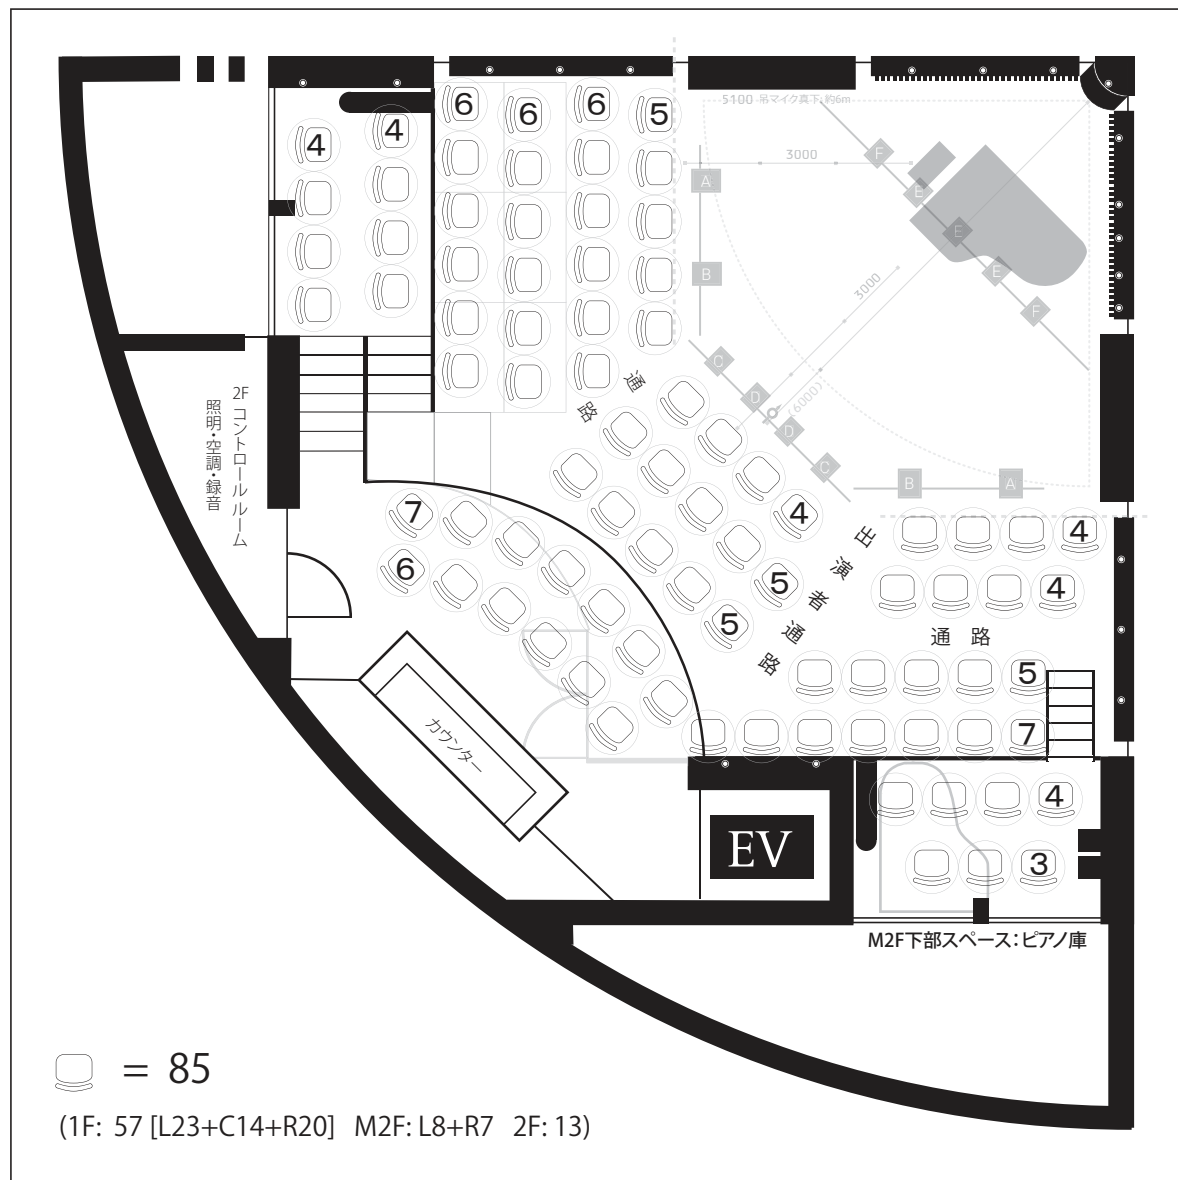 5100 吊マイク真下: 約6m
6
6
6
5
4
4
3000
F
E
E
E
F
A
B
3000
C
D
(6000)
D
C
B
A
通路
2F コントロール ルーム
照明・空調・録音
7
6
4
5
5
出演者通路
4
4
通 路
5
7
カウンター
4
3
EV
M2F下部スペース:ピアノ庫
= 85
(1F: 57 [L23+C14+R20] M2F: L8+R7 2F: 13)